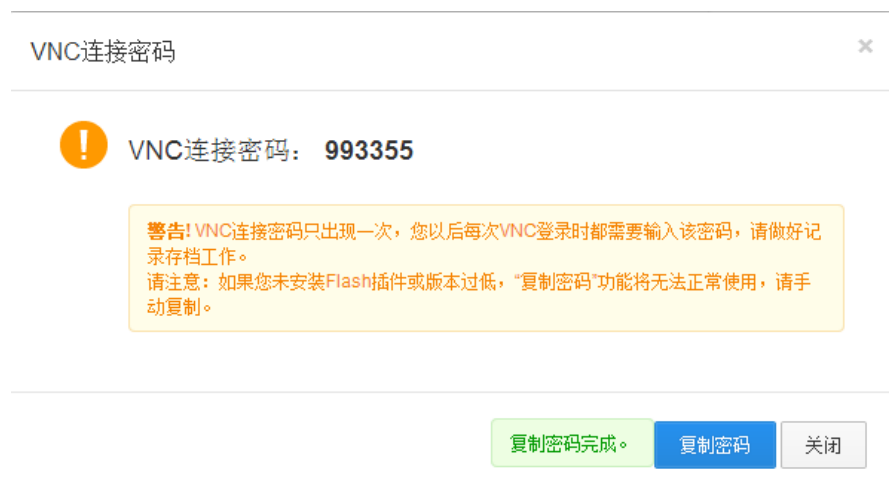 VNC连接密码
×
VNC连接密码： 993355
警告! VNC连接密码只出现一次，您以后每次VNC登录时都需要输入该密码，请做好记
录存档工作。
请注意：如果您未安装Flash插件或版本过低，“复制密码”功能将无法正常使用，请手
动复制。
复制密码完成。 复制密码 关闭